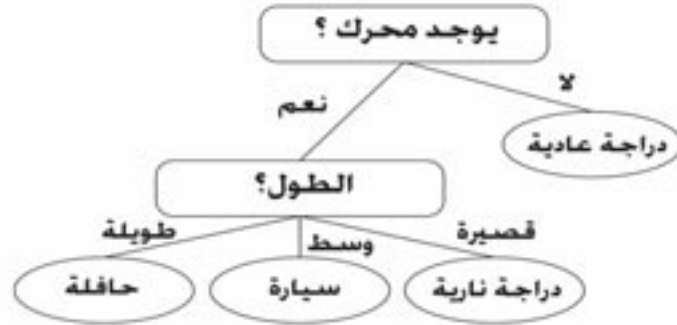 يوجد محرك ؟
لا
نعم
دراجة عادية
الطول؟
قصيرة
وسط
طويلة
دراجة نارية
سيارة
حافلة